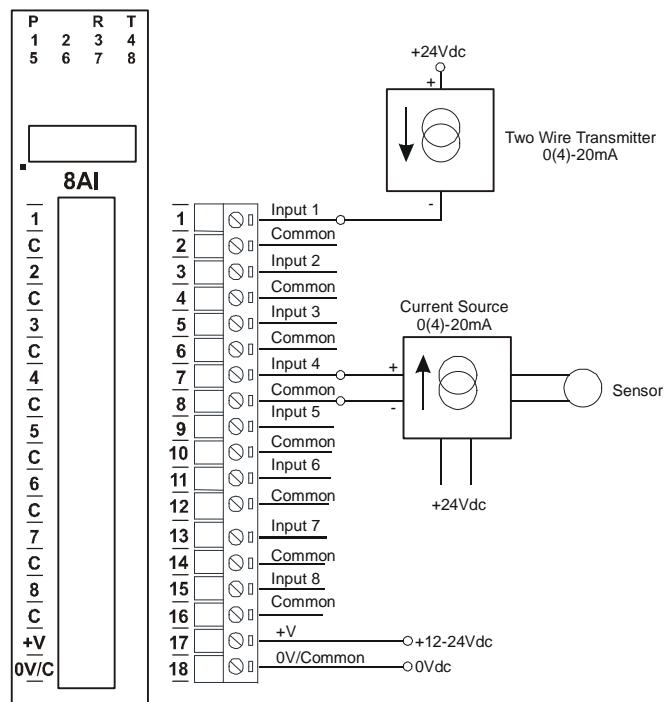 P R T
1 2 3 4
5 6 7 8
8AI
1
C
2
C
3
C
4
C
5
C
6
C
7
C
8
C
+V
0V/C
1 Input 1
2 Common
3 Input 2
4 Common
5 Input 3
6 Common
7 Input 4
8 Common
9 Input 5
10 Common
11 Input 6
12 Common
13 Input 7
14 Common
15 Input 8
16 Common
17 +V +12-24Vdc
18 0V/Common 0Vdc
+24Vdc
+
Two Wire Transmitter
0(4)-20mA
-
Current Source
0(4)-20mA
+
-
Sensor
+24Vdc